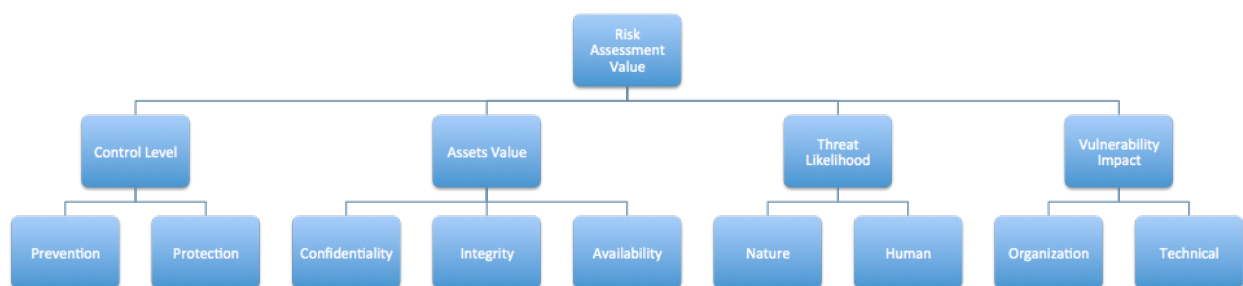 Risk
Assessment
Value
Control Level
Assets Value
Threat
Likelihood
Vulnerability
Impact
Prevention
Protection
Confidentiality
Integrity
Availability
Nature
Human
Organization
Technical